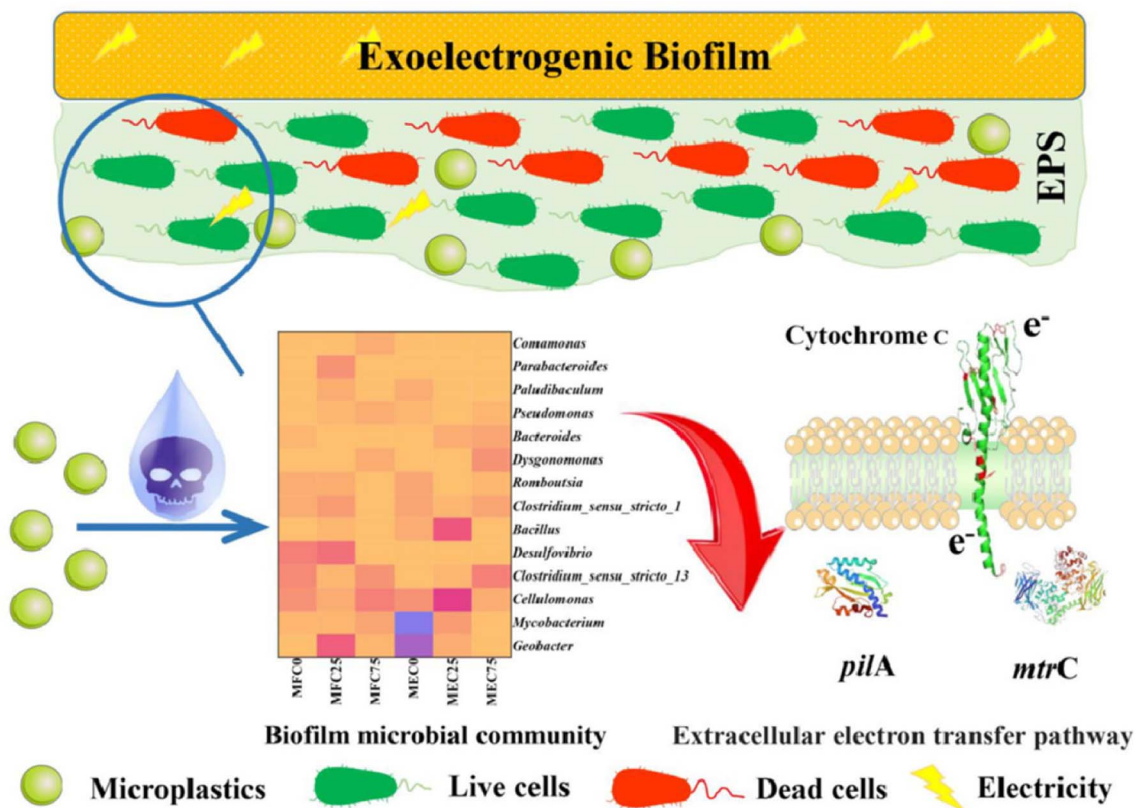 Exoelectrogenic Biofilm
EPS
Comamonas
Parabacteroides
Paludibaculum
Pseudomonas
Bacteroides
Dysgonomonas
Romboutsia
Clostridium_sensu_stricto_1
Bacillus
Desulfovibrio
Clostridium_sensu_stricto_13
Cellulomonas
Mycobacterium
Geobacter
MFC0
MFC25
MFC75
MEC0
MEC25
MEC75
Biofilm microbial community
Cytochrome c
e-
e-
pilA
mtrC
Extracellular electron transfer pathway
Microplastics
Live cells
Dead cells
Electricity